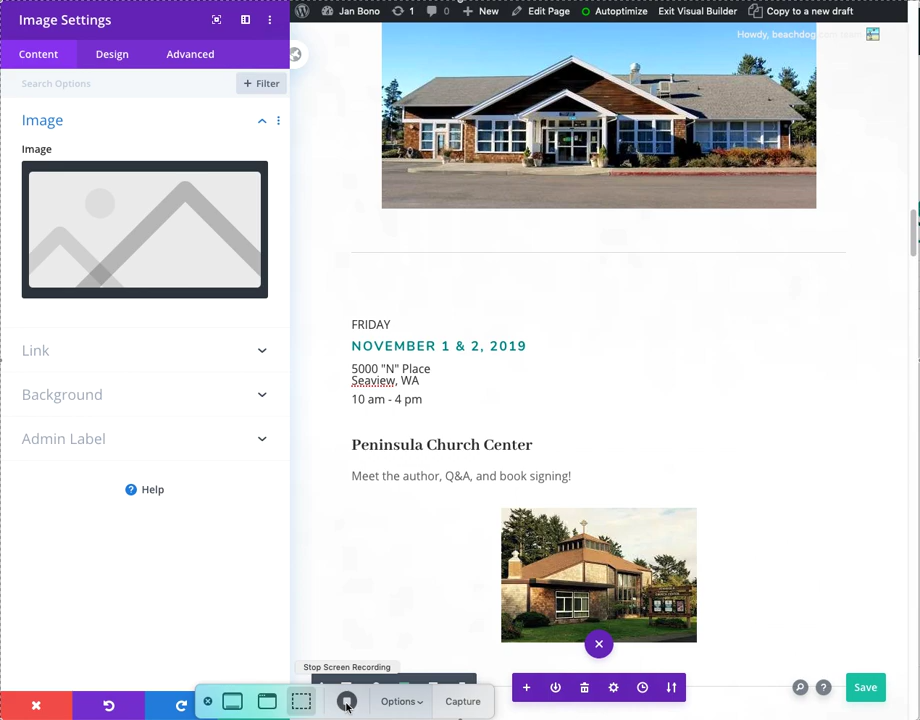 Image Settings
Jan Bono
1
0
New
Edit Page
Autoptimize
Exit Visual Builder
Copy to a new draft
Howdy, beachdog
Content
Design
Advanced
Search Options
+ Filter
Image
Image
Link
Background
Admin Label
? Help
FRIDAY
NOVEMBER 1 & 2, 2019
5000 "N" Place
Seaview, WA
10 am - 4 pm
Peninsula Church Center
Meet the author, Q&A, and book signing!
Stop Screen Recording
Options
Capture
Save